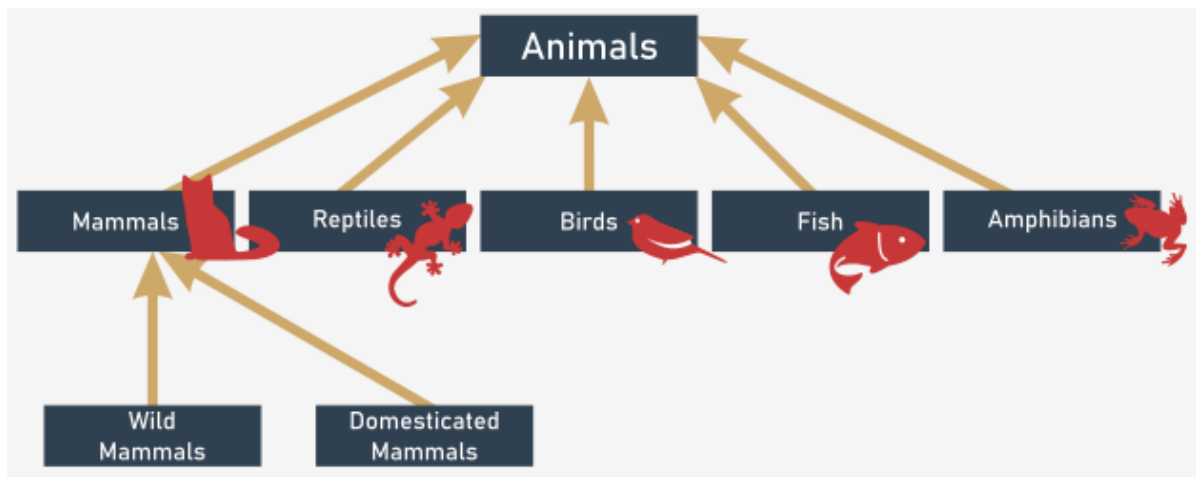 Animals
Mammals
Reptiles
Birds
Fish
Amphibians
Wild
Mammals
Domesticated
Mammals